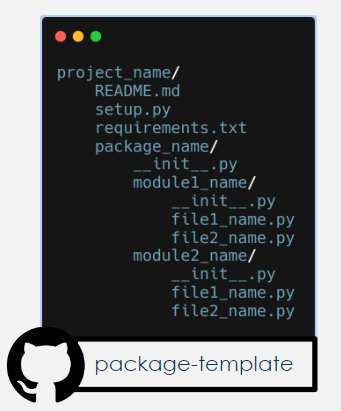 project_name/
README.md
setup.py
requirements.txt
package_name/
__init__.py
module1_name/
__init__.py
file1_name.py
file2_name.py
module2_name/
__init__.py
file1_name.py
file2_name.py
package-template